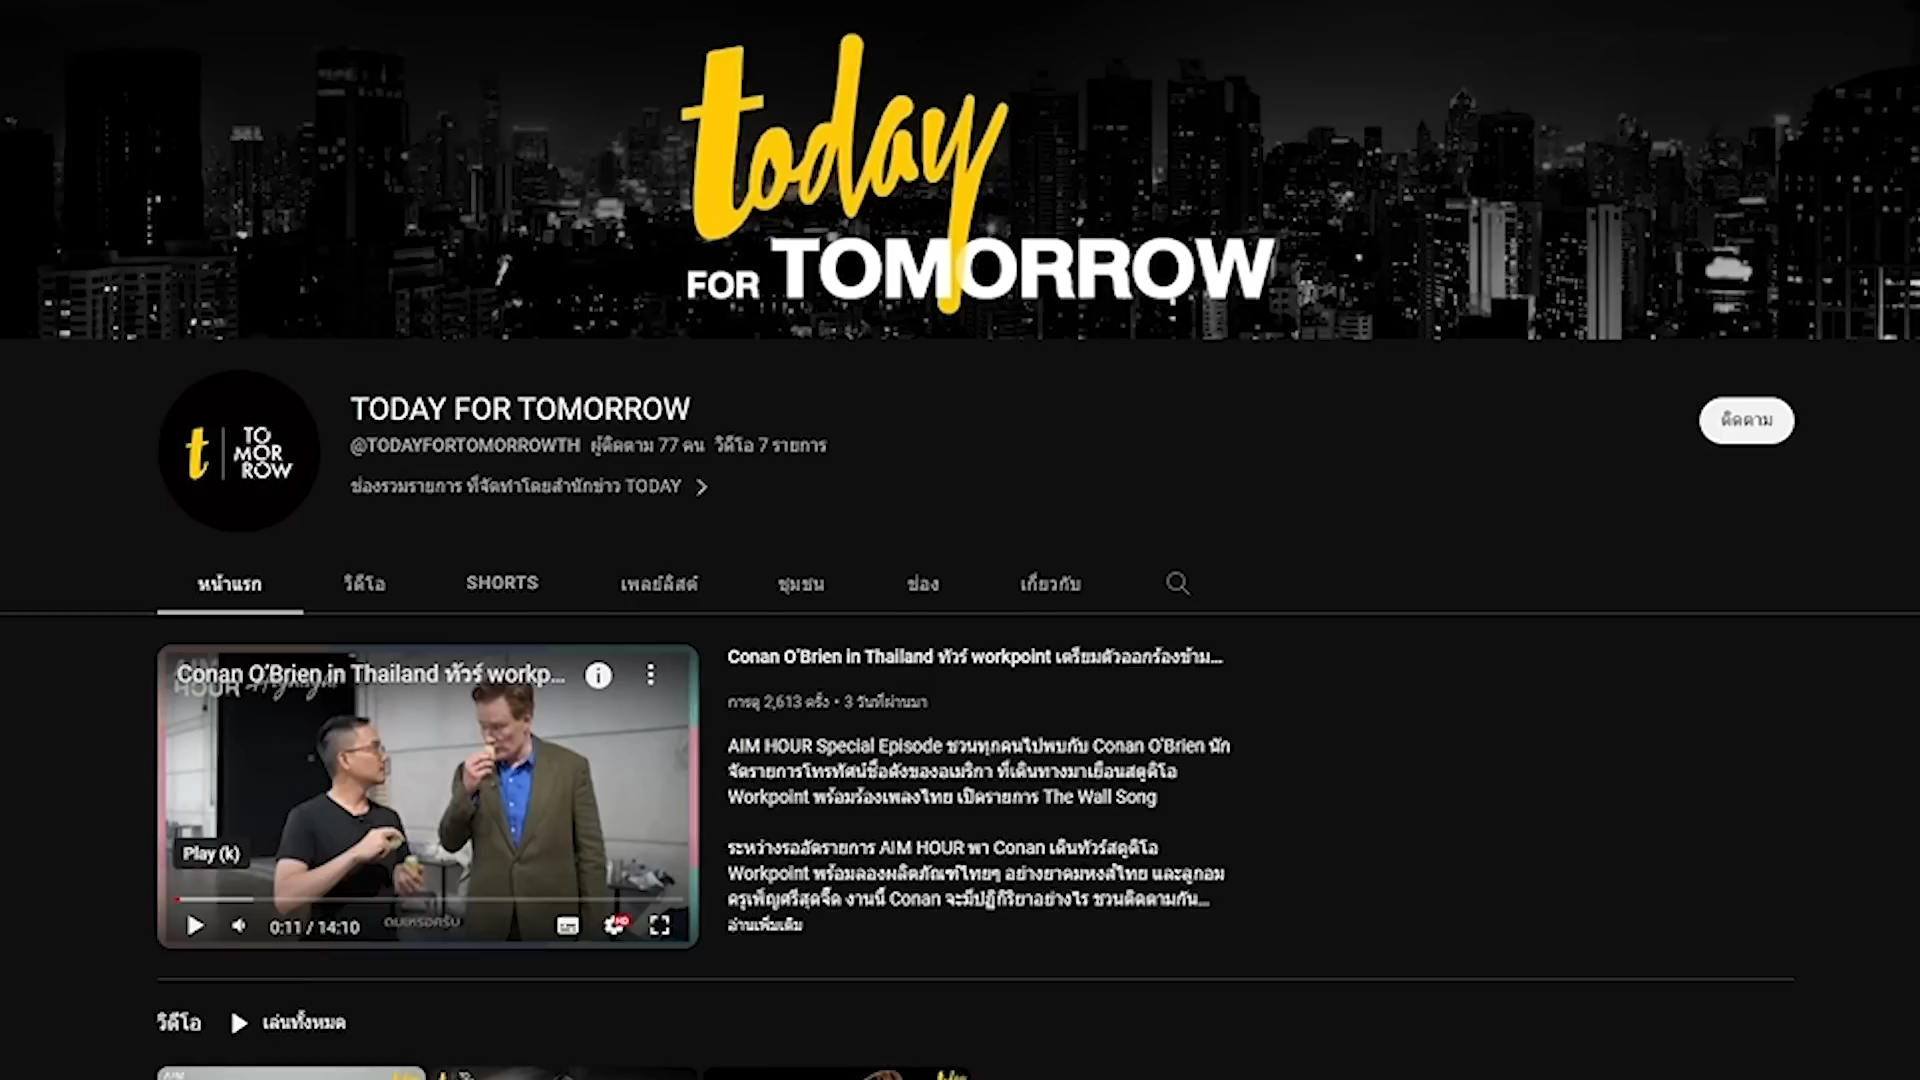 today
FOR TOMORROW
t TO
MOR
ROW
TODAY FOR TOMORROW
@TODAYFORTOMORROWTH ผู้ติดตาม 77 คน วิดีโอ 7 รายการ
ช่องรวมรายการ ที่จัดทำโดยสำนักข่าว TODAY
ติดตาม
หน้าแรก วิดีโอ SHORTS เพลย์ลิสต์ ชุมชน ช่อง เกี่ยวกับ
Conan O'Brien in Thailand ทัวร์ workp...
HOUR Highlight
Play (k)
0:11 / 14:10
ดมเหรอครับ
HD
Conan O'Brien in Thailand ทัวร์ workpoint เตรียมตัวออกร้องข้าม...
การดู 2,613 ครั้ง • 3 วันที่ผ่านมา
AIM HOUR Special Episode ชวนทุกคนไปพบกับ Conan O'Brien นัก
จัดรายการโทรทัศน์ชื่อดังของอเมริกา ที่เดินทางมาเยือนสตูดิโอ
Workpoint พร้อมร้องเพลงไทย เปิดรายการ The Wall Song
ระหว่างรออัดรายการ AIM HOUR พา Conan เดินทัวร์สตูดิโอ
Workpoint พร้อมลองผลิตภัณฑ์ไทยๆ อย่างยาดมหงส์ไทย และลูกอม
ครูเพ็ญศรีสุดจี๊ด งานนี้ Conan จะมีปฏิกิริยาอย่างไร ชวนติดตามกัน...
อ่านเพิ่มเติม
วิดีโอ เล่นทั้งหมด